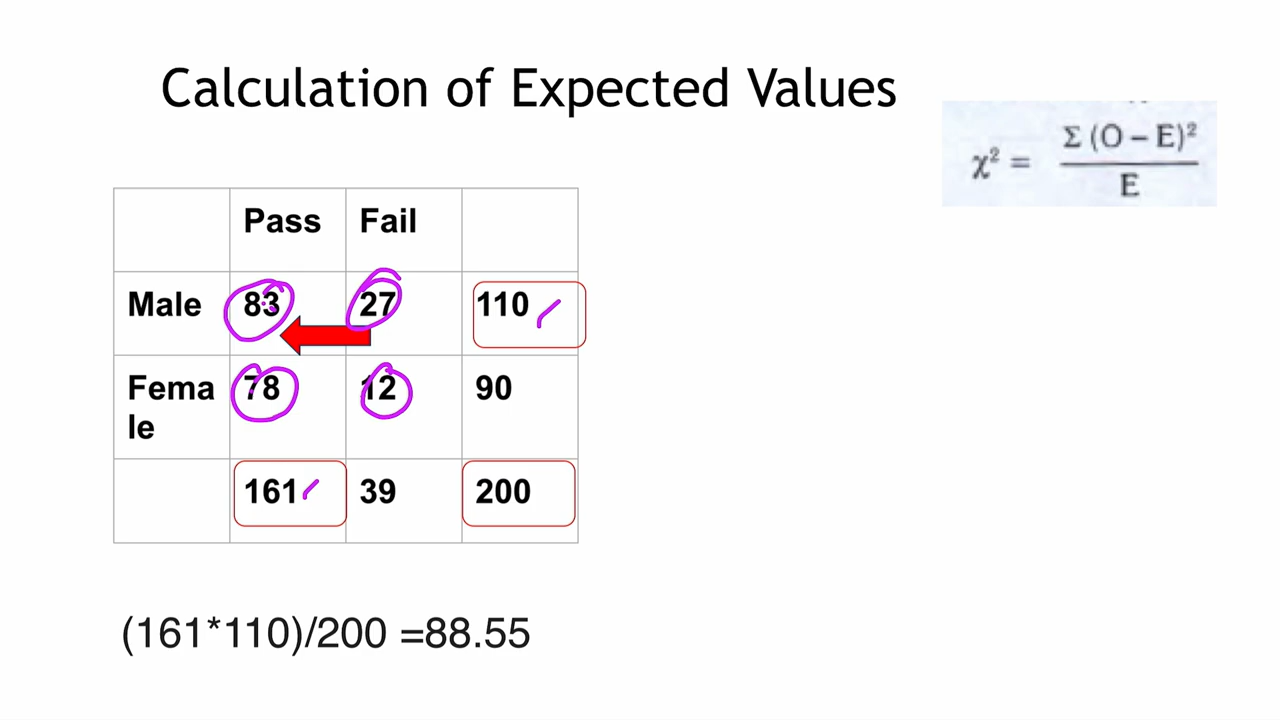 Calculation of Expected Values
χ² = Σ (O – E)²
E
Pass Fail
Male 83 27 110
Fema
le 78 12 90
161 39 200
(161*110)/200 =88.55